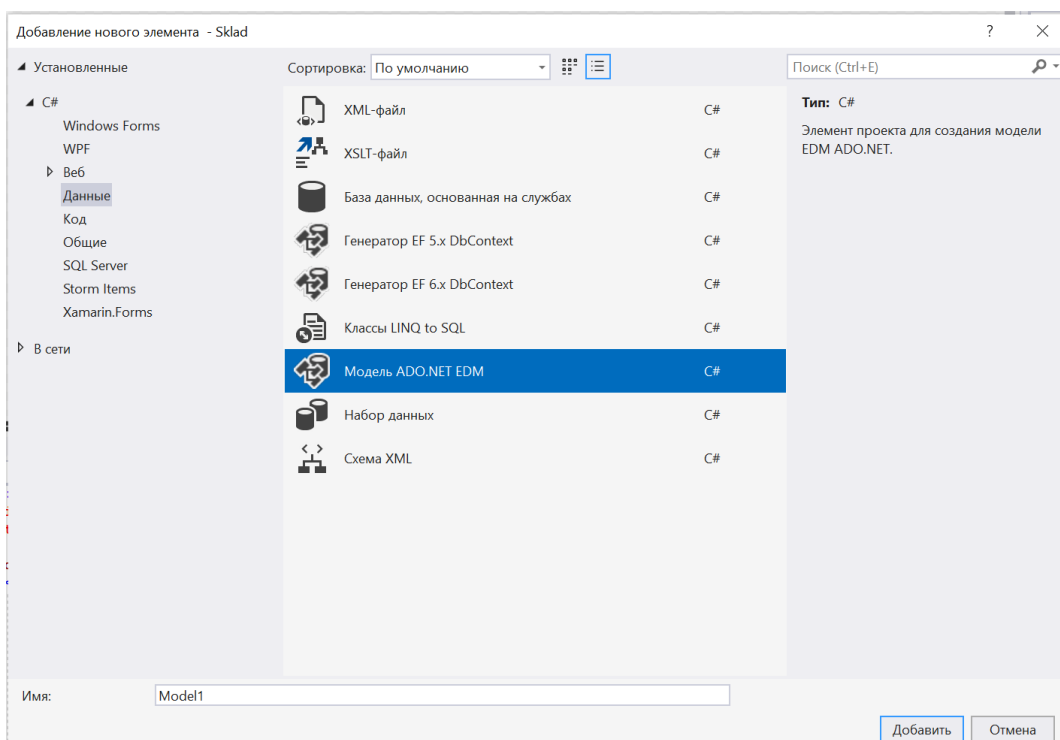 Добавление нового элемента - Sklad
?
Установленные
Сортировка: По умолчанию
Поиск (Ctrl+E)
C#
Windows Forms
WPF
Веб
Данные
Код
Общие
SQL Server
Storm Items
Xamarin.Forms
В сети
XML-файл C#
XSLT-файл C#
База данных, основанная на службах C#
Генератор EF 5.x DbContext C#
Генератор EF 6.x DbContext C#
Классы LINQ to SQL C#
Модель ADO.NET EDM C#
Набор данных C#
Схема XML C#
Тип: C#
Элемент проекта для создания модели
EDM ADO.NET.
Имя: Model1
Добавить Отмена